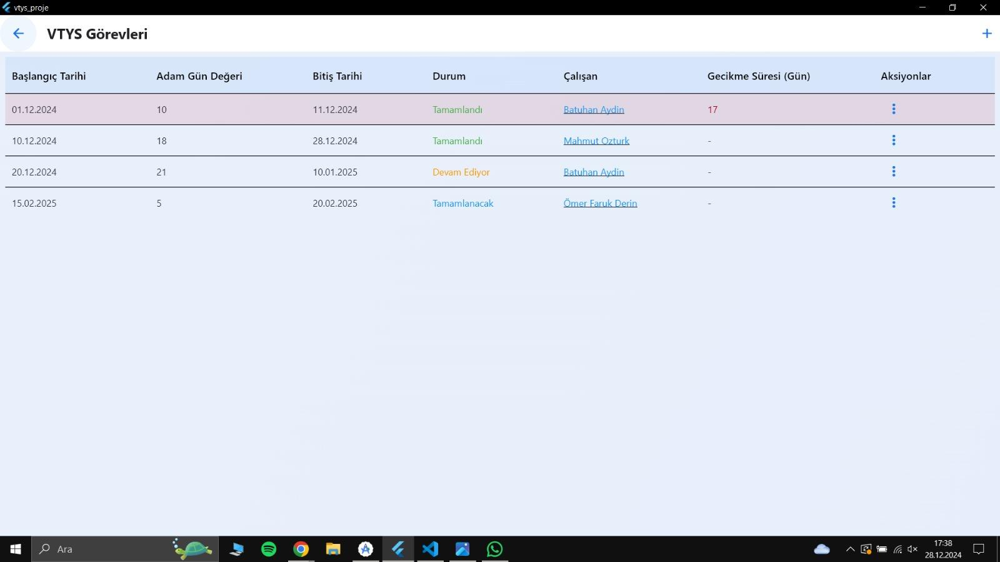 vtys_proje
VTYS Görevleri
Başlangıç Tarihi Adam Gün Değeri Bitiş Tarihi Durum Çalışan Gecikme Süresi (Gün) Aksiyonlar
01.12.2024 10 11.12.2024 Tamamlandı Batuhan Aydin 17
10.12.2024 18 28.12.2024 Tamamlandı Mahmut Ozturk -
20.12.2024 21 10.01.2025 Devam Ediyor Batuhan Aydin -
15.02.2025 5 20.02.2025 Tamamlanacak Ömer Faruk Derin -
Ara
17:38
28.12.2024